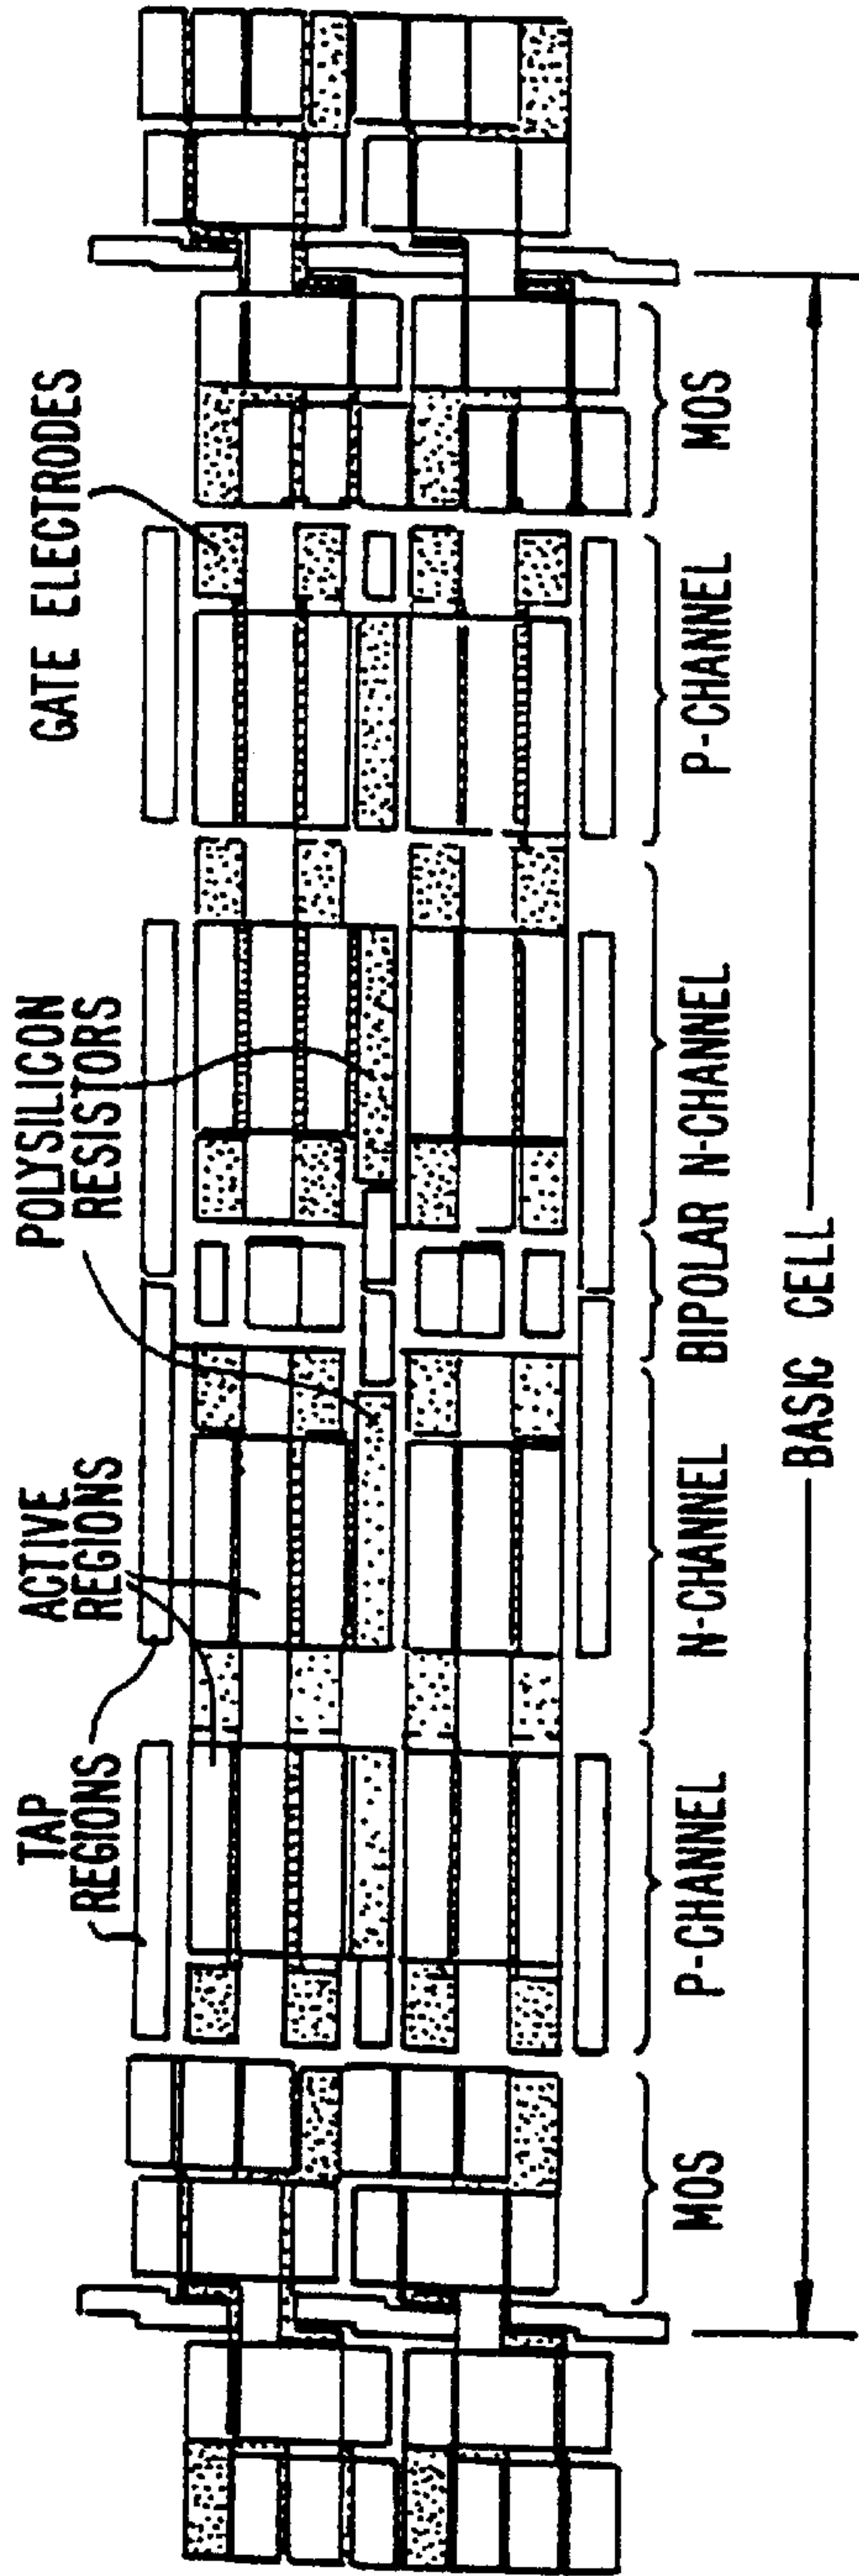 TAP
REGIONS
ACTIVE
REGIONS
POLYSILICON
RESISTORS
GATE ELECTRODES
MOS
P-CHANNEL
N-CHANNEL
BIPOLAR
N-CHANNEL
P-CHANNEL
MOS
BASIC CELL